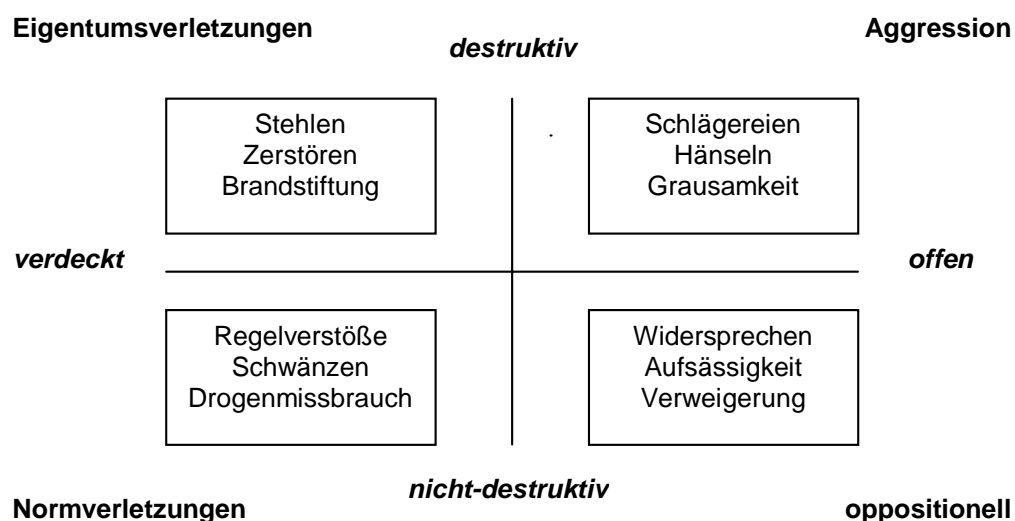 Eigentumsverletzungen
Aggression
destruktiv
Stehlen
Zerstören
Brandstiftung
Schlägereien
Hänseln
Grausamkeit
verdeckt
offen
Regelverstöße
Schwänzen
Drogenmissbrauch
Widersprechen
Aufsässigkeit
Verweigerung
nicht-destruktiv
Normverletzungen
oppositionell